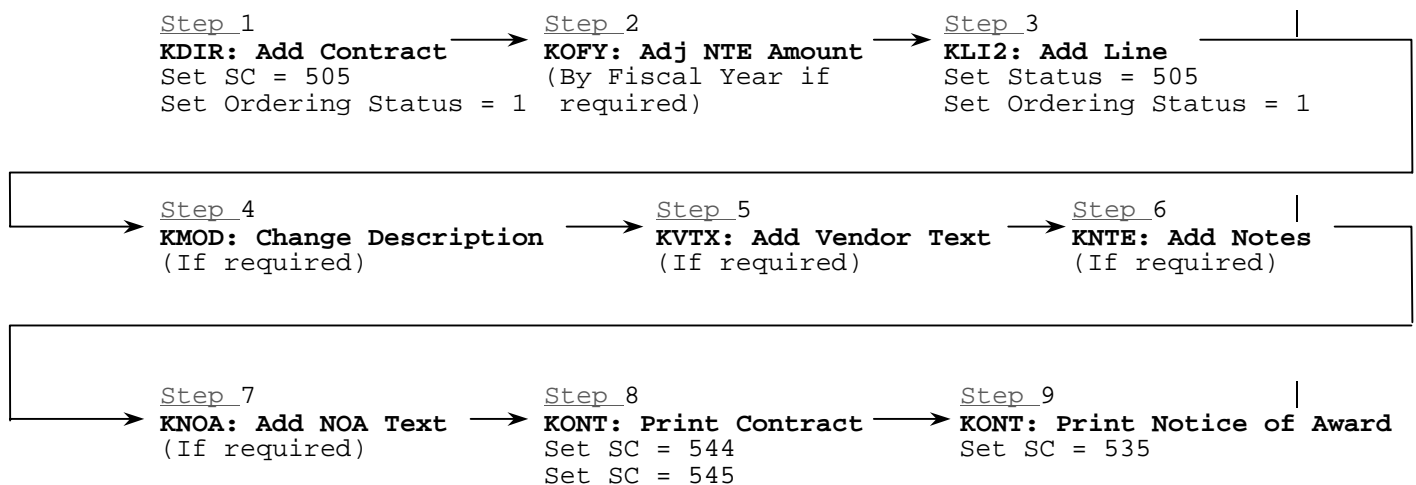 Step 1
KDIR: Add Contract
Set SC = 505
Set Ordering Status = 1
Step 2
KOFY: Adj NTE Amount
(By Fiscal Year if
required)
Step 3
KLI2: Add Line
Set Status = 505
Set Ordering Status = 1
Step 4
KMOD: Change Description
(If required)
Step 5
KVTX: Add Vendor Text
(If required)
Step 6
KNTE: Add Notes
(If required)
Step 7
KNOA: Add NOA Text
(If required)
Step 8
KONT: Print Contract
Set SC = 544
Set SC = 545
Step 9
KONT: Print Notice of Award
Set SC = 535